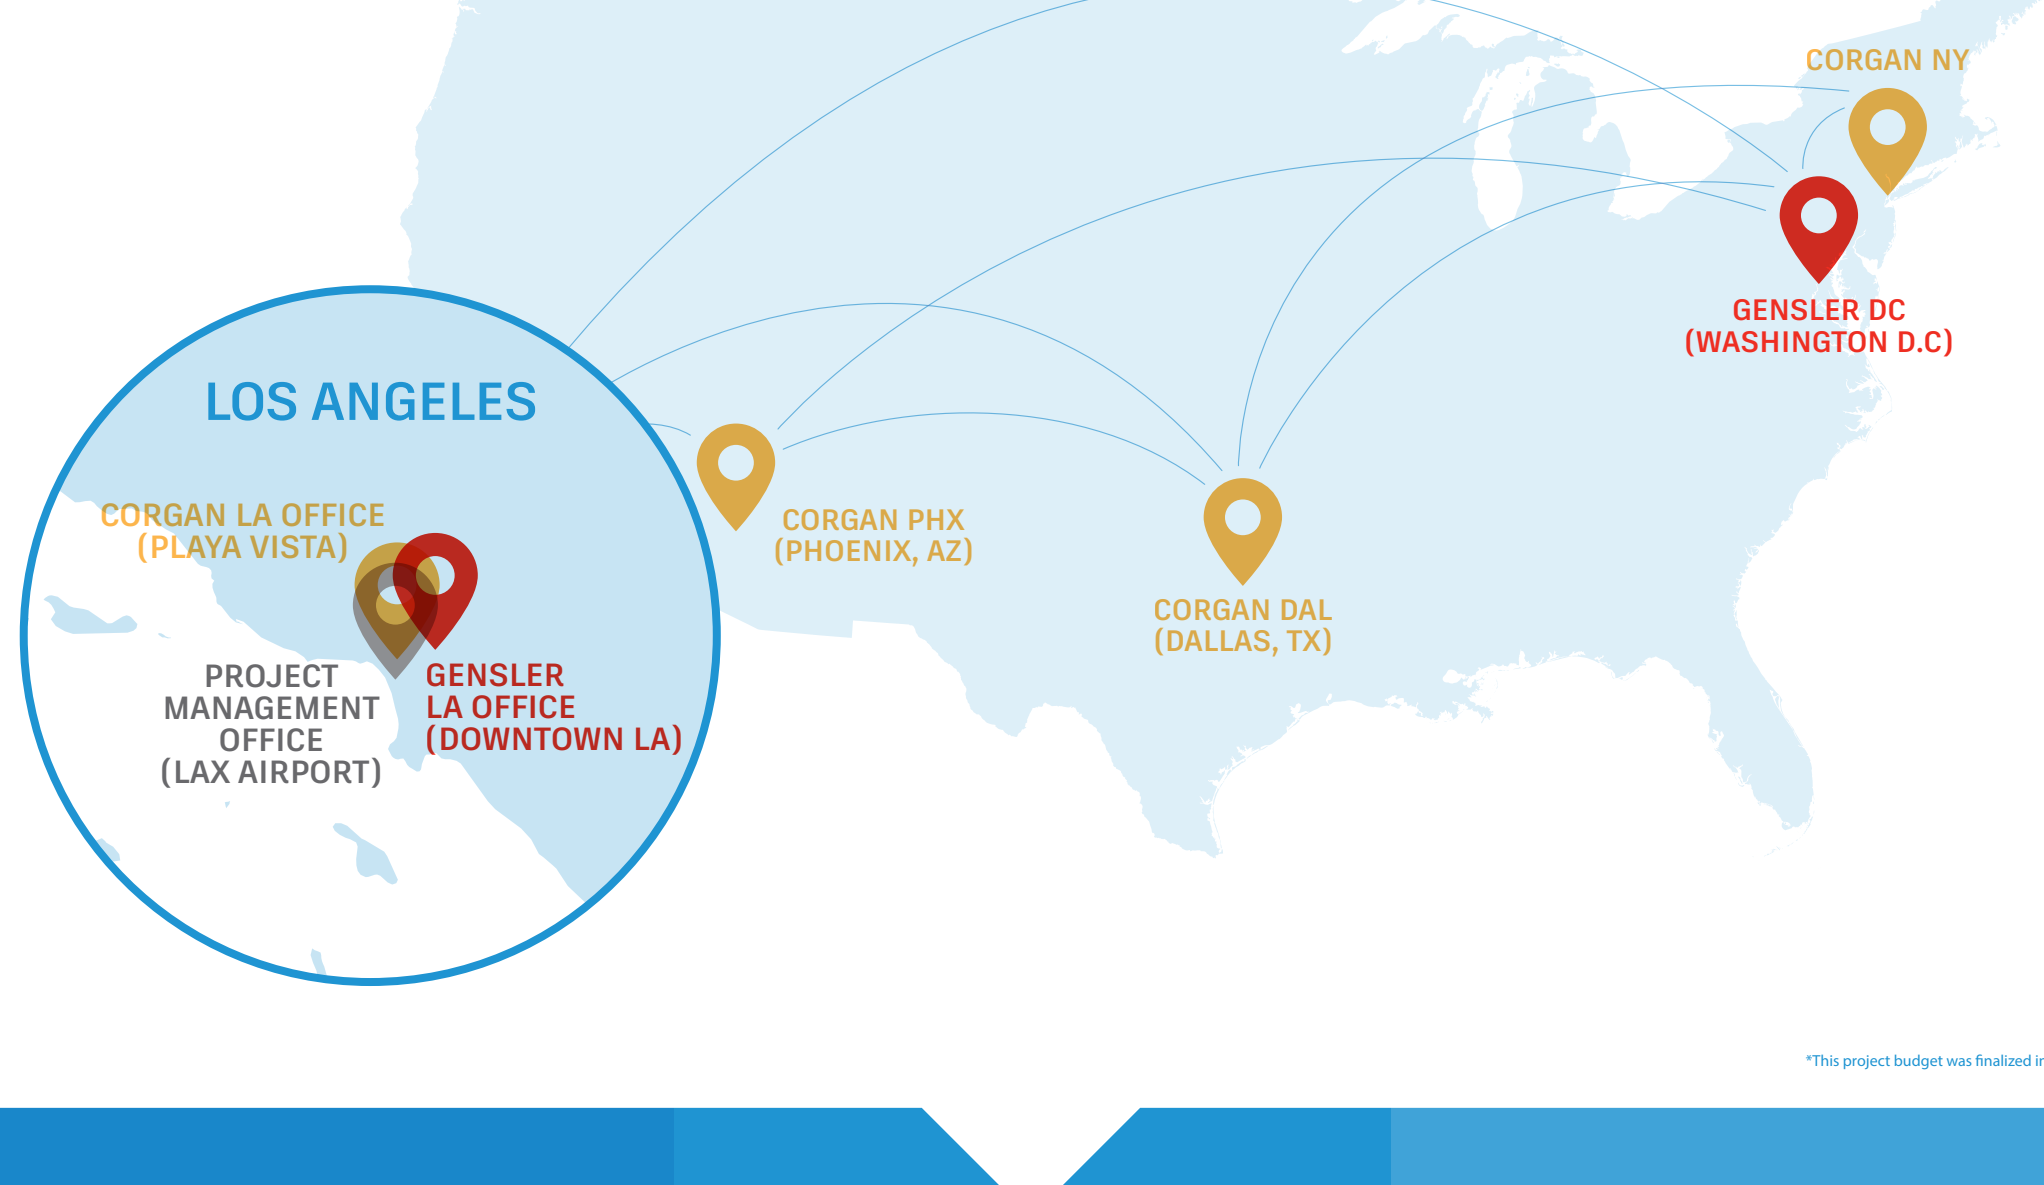 CORGAN NY
GENSLER DC
(WASHINGTON D.C)
LOS ANGELES
CORGAN LA OFFICE
(PLAYA VISTA)
CORGAN PHX
(PHOENIX, AZ)
CORGAN DAL
(DALLAS, TX)
PROJECT
MANAGEMENT
OFFICE
(LAX AIRPORT)
GENSLER
LA OFFICE
(DOWNTOWN LA)
*This project budget was finalized in